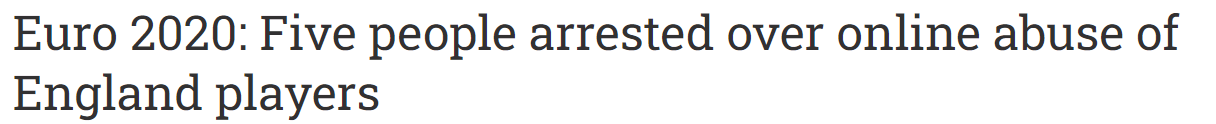 Euro 2020: Five people arrested over online abuse of
England players